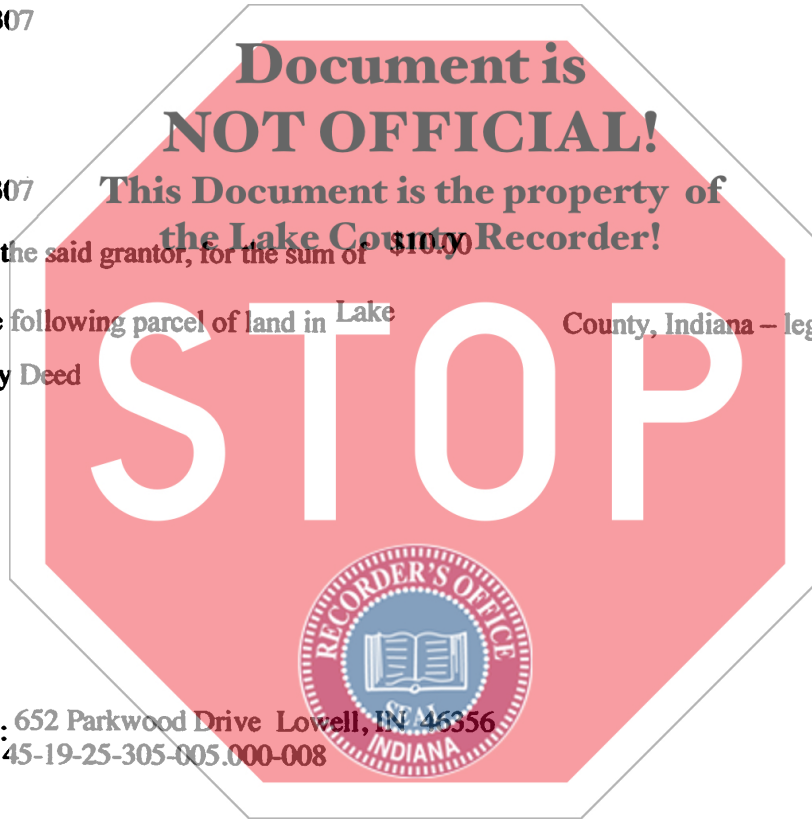 307
Document is
NOT OFFICIAL!
307
This Document is the property of
the Lake County Recorder!
the said grantor, for the sum of $10.00
following parcel of land in Lake County, Indiana – leg
y Deed
STOP
RECORDER'S OFFICE
SEAL
INDIANA
: 652 Parkwood Drive Lowell, IN 46356
45-19-25-305-005.000-008